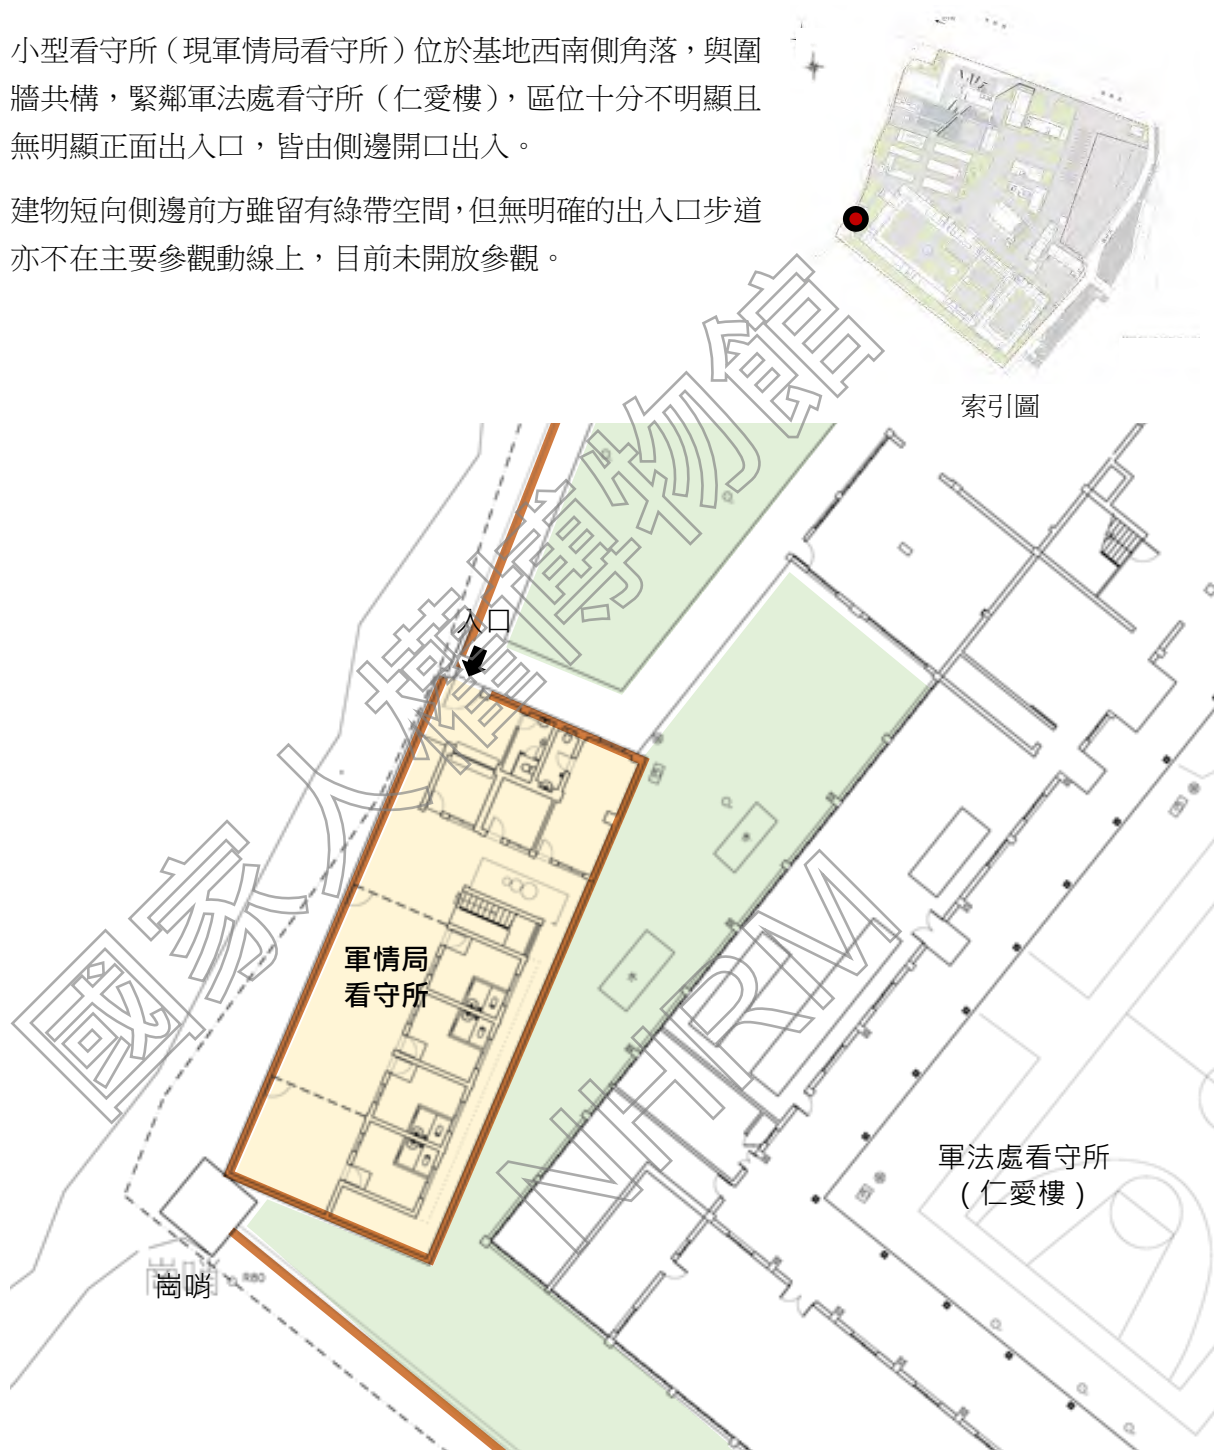 小型看守所（現軍情局看守所）位於基地西南側角落，與圍
牆共構，緊鄰軍法處看守所（仁愛樓），區位十分不明顯且
無明顯正面出入口，皆由側邊開口出入。
建物短向側邊前方雖留有綠帶空間，但無明確的出入口步道
亦不在主要參觀動線上，目前未開放參觀。
索引圖
入口
軍情局
看守所
軍法處看守所
（仁愛樓）
崗哨
崗哨
R80
國家人權博物館
NHRM